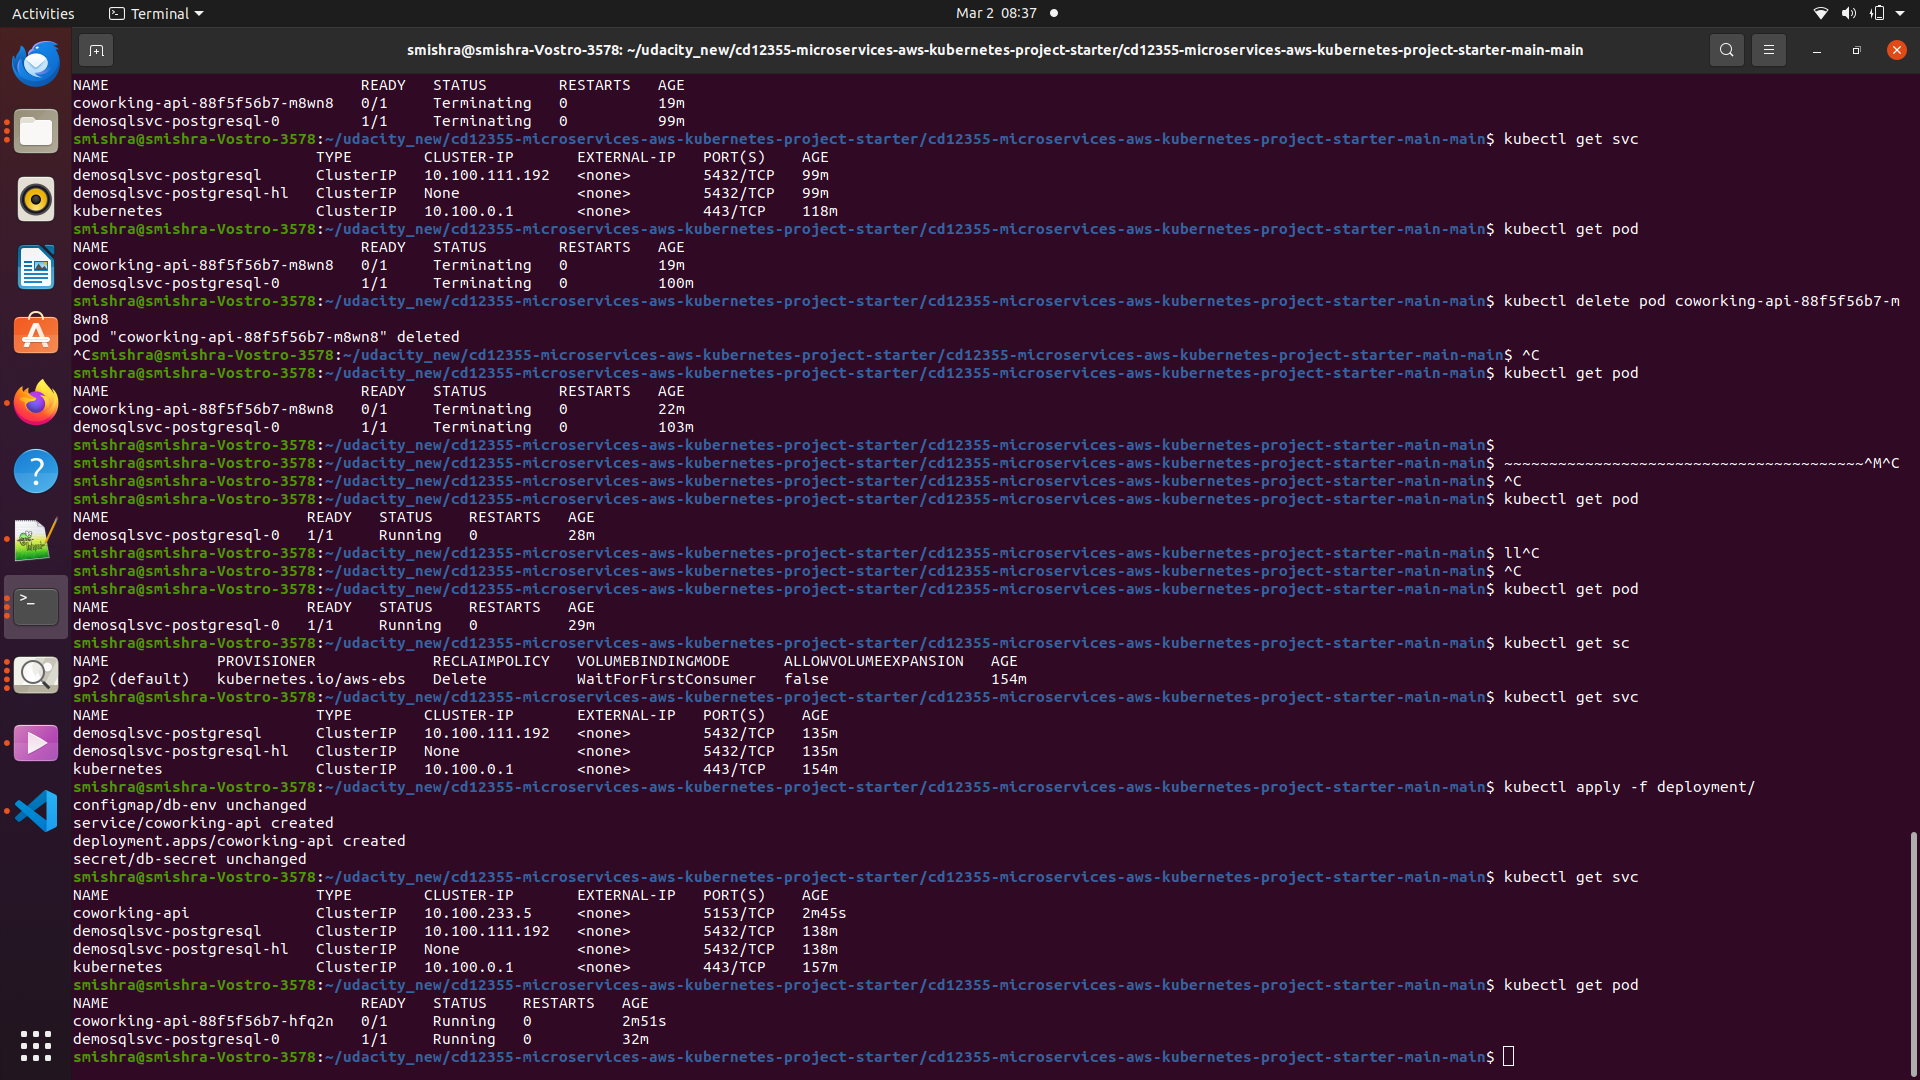 Activities
Terminal
Mar 2 08:37
smishra@smishra-Vostro-3578: ~/udacity_new/cd12355-microservices-aws-kubernetes-project-starter/cd12355-microservices-aws-kubernetes-project-starter-main-main
NAME READY STATUS RESTARTS AGE
coworking-api-88f5f56b7-m8wn8 0/1 Terminating 0 19m
demosqlsvc-postgresql-0 1/1 Terminating 0 99m
smishra@smishra-Vostro-3578:~/udacity_new/cd12355-microservices-aws-kubernetes-project-starter/cd12355-microservices-aws-kubernetes-project-starter-main-main$ kubectl get svc
NAME TYPE CLUSTER-IP EXTERNAL-IP PORT(S) AGE
demosqlsvc-postgresql ClusterIP 10.100.111.192 <none> 5432/TCP 99m
demosqlsvc-postgresql-hl ClusterIP None <none> 5432/TCP 99m
kubernetes ClusterIP 10.100.0.1 <none> 443/TCP 118m
smishra@smishra-Vostro-3578:~/udacity_new/cd12355-microservices-aws-kubernetes-project-starter/cd12355-microservices-aws-kubernetes-project-starter-main-main$ kubectl get pod
NAME READY STATUS RESTARTS AGE
coworking-api-88f5f56b7-m8wn8 0/1 Terminating 0 19m
demosqlsvc-postgresql-0 1/1 Terminating 0 100m
smishra@smishra-Vostro-3578:~/udacity_new/cd12355-microservices-aws-kubernetes-project-starter/cd12355-microservices-aws-kubernetes-project-starter-main-main$ kubectl delete pod coworking-api-88f5f56b7-m
8wn8
pod "coworking-api-88f5f56b7-m8wn8" deleted
^Csmishra@smishra-Vostro-3578:~/udacity_new/cd12355-microservices-aws-kubernetes-project-starter/cd12355-microservices-aws-kubernetes-project-starter-main-main$ ^C
smishra@smishra-Vostro-3578:~/udacity_new/cd12355-microservices-aws-kubernetes-project-starter/cd12355-microservices-aws-kubernetes-project-starter-main-main$ kubectl get pod
NAME READY STATUS RESTARTS AGE
coworking-api-88f5f56b7-m8wn8 0/1 Terminating 0 22m
demosqlsvc-postgresql-0 1/1 Terminating 0 103m
smishra@smishra-Vostro-3578:~/udacity_new/cd12355-microservices-aws-kubernetes-project-starter/cd12355-microservices-aws-kubernetes-project-starter-main-main$
smishra@smishra-Vostro-3578:~/udacity_new/cd12355-microservices-aws-kubernetes-project-starter/cd12355-microservices-aws-kubernetes-project-starter-main-main$ ~~~~~~~~~~~~~~~~~~~~~~~~~~~~~~~~~~~~~~~~^M^C
smishra@smishra-Vostro-3578:~/udacity_new/cd12355-microservices-aws-kubernetes-project-starter/cd12355-microservices-aws-kubernetes-project-starter-main-main$ ^C
smishra@smishra-Vostro-3578:~/udacity_new/cd12355-microservices-aws-kubernetes-project-starter/cd12355-microservices-aws-kubernetes-project-starter-main-main$ kubectl get pod
NAME READY STATUS RESTARTS AGE
demosqlsvc-postgresql-0 1/1 Running 0 28m
smishra@smishra-Vostro-3578:~/udacity_new/cd12355-microservices-aws-kubernetes-project-starter/cd12355-microservices-aws-kubernetes-project-starter-main-main$ ll^C
smishra@smishra-Vostro-3578:~/udacity_new/cd12355-microservices-aws-kubernetes-project-starter/cd12355-microservices-aws-kubernetes-project-starter-main-main$ ^C
smishra@smishra-Vostro-3578:~/udacity_new/cd12355-microservices-aws-kubernetes-project-starter/cd12355-microservices-aws-kubernetes-project-starter-main-main$ kubectl get pod
NAME READY STATUS RESTARTS AGE
demosqlsvc-postgresql-0 1/1 Running 0 29m
smishra@smishra-Vostro-3578:~/udacity_new/cd12355-microservices-aws-kubernetes-project-starter/cd12355-microservices-aws-kubernetes-project-starter-main-main$ kubectl get sc
NAME PROVISIONER RECLAIMPOLICY VOLUMEBINDINGMODE ALLOWVOLUMEEXPANSION AGE
gp2 (default) kubernetes.io/aws-ebs Delete WaitForFirstConsumer false 154m
smishra@smishra-Vostro-3578:~/udacity_new/cd12355-microservices-aws-kubernetes-project-starter/cd12355-microservices-aws-kubernetes-project-starter-main-main$ kubectl get svc
NAME TYPE CLUSTER-IP EXTERNAL-IP PORT(S) AGE
demosqlsvc-postgresql ClusterIP 10.100.111.192 <none> 5432/TCP 135m
demosqlsvc-postgresql-hl ClusterIP None <none> 5432/TCP 135m
kubernetes ClusterIP 10.100.0.1 <none> 443/TCP 154m
smishra@smishra-Vostro-3578:~/udacity_new/cd12355-microservices-aws-kubernetes-project-starter/cd12355-microservices-aws-kubernetes-project-starter-main-main$ kubectl apply -f deployment/
configmap/db-env unchanged
service/coworking-api created
deployment.apps/coworking-api created
secret/db-secret unchanged
smishra@smishra-Vostro-3578:~/udacity_new/cd12355-microservices-aws-kubernetes-project-starter/cd12355-microservices-aws-kubernetes-project-starter-main-main$ kubectl get svc
NAME TYPE CLUSTER-IP EXTERNAL-IP PORT(S) AGE
coworking-api ClusterIP 10.100.233.5 <none> 5153/TCP 2m45s
demosqlsvc-postgresql ClusterIP 10.100.111.192 <none> 5432/TCP 138m
demosqlsvc-postgresql-hl ClusterIP None <none> 5432/TCP 138m
kubernetes ClusterIP 10.100.0.1 <none> 443/TCP 157m
smishra@smishra-Vostro-3578:~/udacity_new/cd12355-microservices-aws-kubernetes-project-starter/cd12355-microservices-aws-kubernetes-project-starter-main-main$ kubectl get pod
NAME READY STATUS RESTARTS AGE
coworking-api-88f5f56b7-hfq2n 0/1 Running 0 2m51s
demosqlsvc-postgresql-0 1/1 Running 0 32m
smishra@smishra-Vostro-3578:~/udacity_new/cd12355-microservices-aws-kubernetes-project-starter/cd12355-microservices-aws-kubernetes-project-starter-main-main$